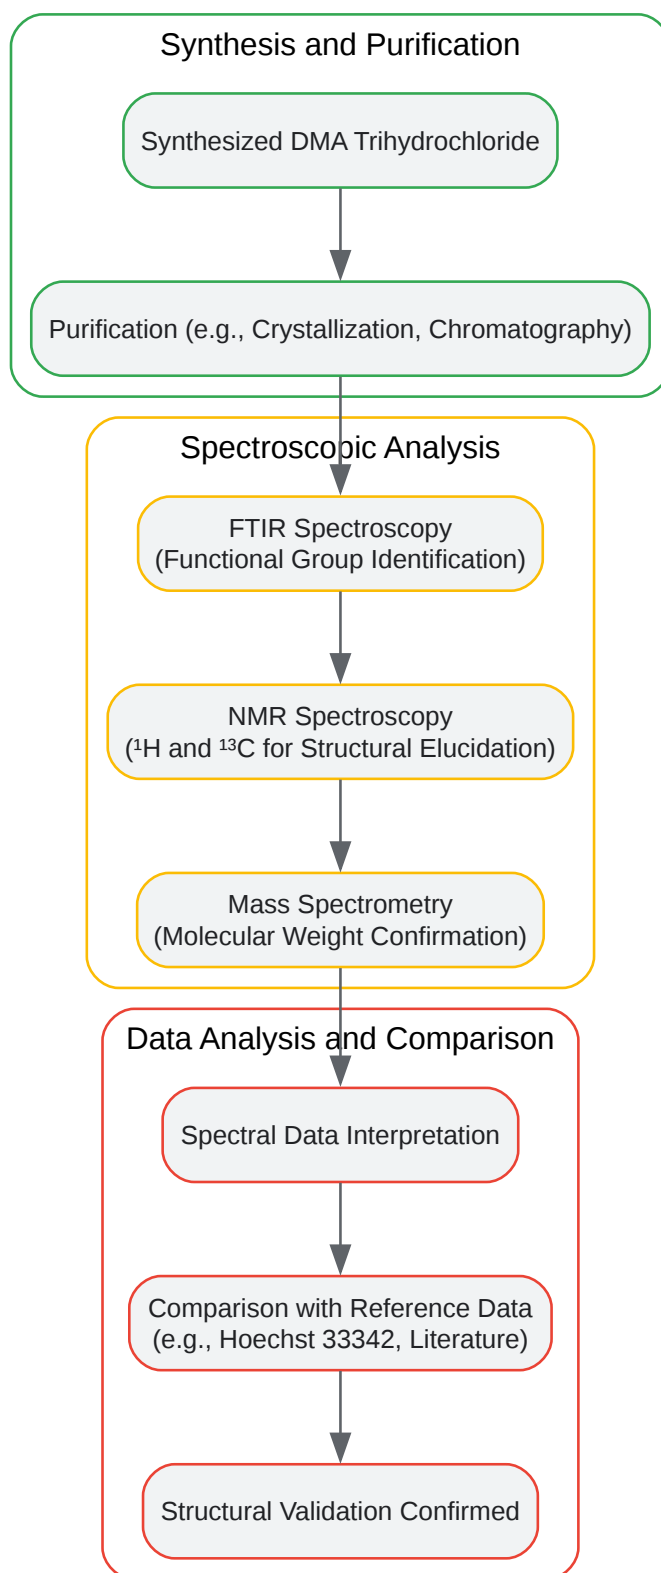 Synthesis and Purification
Synthesized DMA Trihydrochloride
Purification (e.g., Crystallization, Chromatography)
Spectroscopic Analysis
FTIR Spectroscopy
(Functional Group Identification)
NMR Spectroscopy
(¹H and ¹³C for Structural Elucidation)
Mass Spectrometry
(Molecular Weight Confirmation)
Data Analysis and Comparison
Spectral Data Interpretation
Comparison with Reference Data
(e.g., Hoechst 33342, Literature)
Structural Validation Confirmed